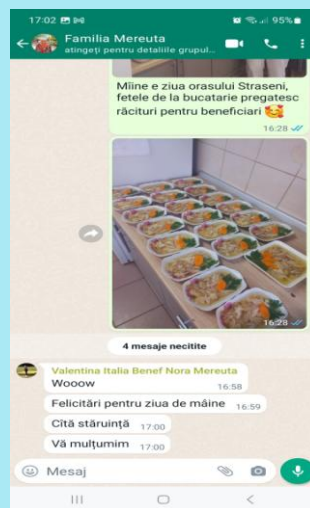 17:02
95%
Familia Mereuta
atingeți pentru detaliile grupul...
Mîine e ziua orasului Straseni,
fetele de la bucatarie pregatesc
răcituri pentru beneficiari
16:28
16:28
4 mesaje necitite
Valentina Italia Benef Nora Mereuta
Wooow
16:58
Felicitări pentru ziua de mâine
16:59
Cîtă stăruință
17:00
Vă mulțumim
17:00
Mesaj